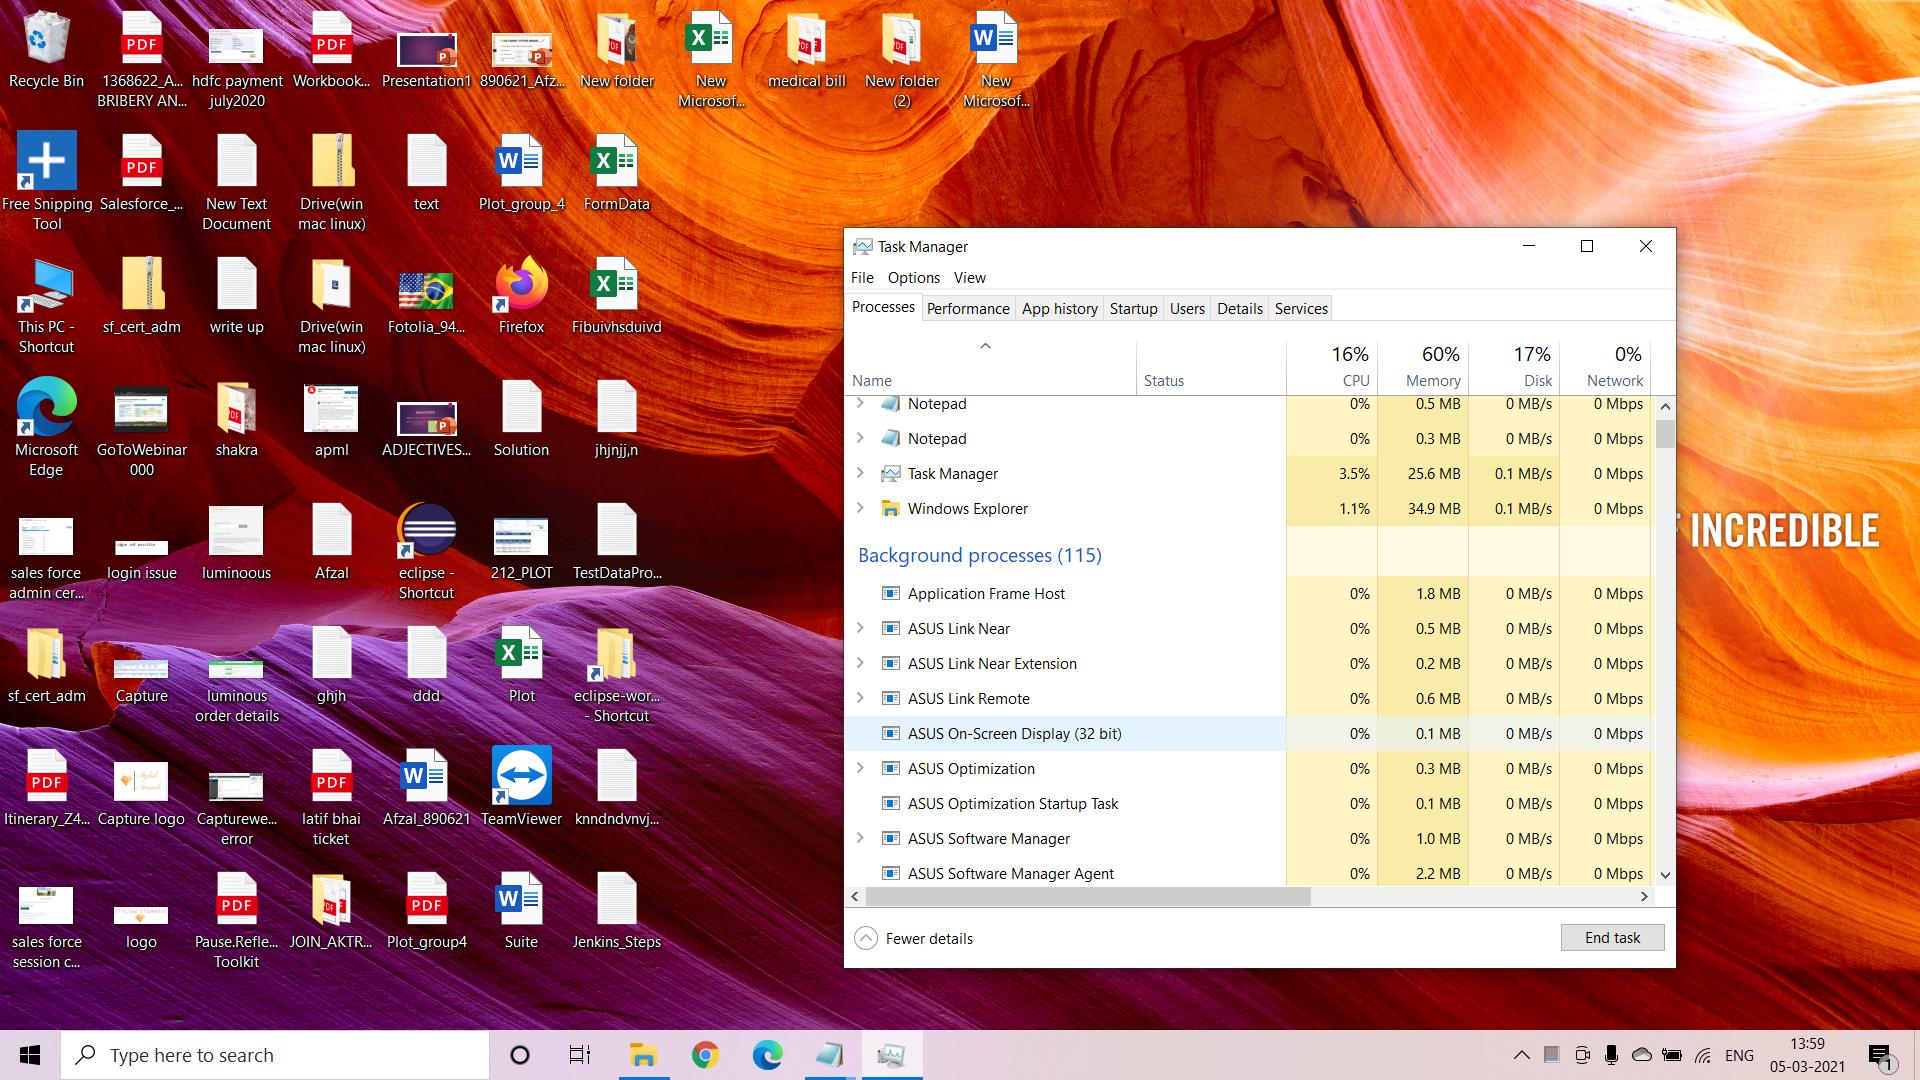 Recycle Bin
1368622_A...
BRIBERY AN...
hdfc payment
july2020
Workbook...
Presentation1
890621_Afz...
New folder
New
Microsof...
medical bill
New folder
(2)
New
Microsof...
Free Snipping
Tool
Salesforce_...
New Text
Document
Drive(win
mac linux)
text
Plot_group_4
FormData
This PC -
Shortcut
sf_cert_adm
write up
Drive(win
mac linux)
Fotolia_94...
Firefox
Fibuivhsduivd
Microsoft
Edge
GoToWebinar
000
shakra
apml
ADJECTIVES...
Solution
jhjnjj,n
sales force
admin cer...
login issue
luminoous
Afzal
eclipse -
Shortcut
212_PLOT
TestDataPro...
sf_cert_adm
Capture
luminous
order details
ghjh
ddd
Plot
eclipse-wor...
- Shortcut
Itinerary_Z4...
Capture logo
Capturewe...
error
latif bhai
ticket
Afzal_890621
TeamViewer
knndndvnvj...
sales force
session c...
logo
Pause.Refle...
Toolkit
JOIN_AKTR...
Plot_group4
Suite
Jenkins_Steps
INCREDIBLE
Task Manager
File Options View
Processes Performance App history Startup Users Details Services
16% 60% 17% 0%
Name Status CPU Memory Disk Network
Notepad 0% 0.5 MB 0 MB/s 0 Mbps
Notepad 0% 0.3 MB 0 MB/s 0 Mbps
Task Manager 3.5% 25.6 MB 0.1 MB/s 0 Mbps
Windows Explorer 1.1% 34.9 MB 0.1 MB/s 0 Mbps
Background processes (115)
Application Frame Host 0% 1.8 MB 0 MB/s 0 Mbps
ASUS Link Near 0% 0.5 MB 0 MB/s 0 Mbps
ASUS Link Near Extension 0% 0.2 MB 0 MB/s 0 Mbps
ASUS Link Remote 0% 0.6 MB 0 MB/s 0 Mbps
ASUS On-Screen Display (32 bit) 0% 0.1 MB 0 MB/s 0 Mbps
ASUS Optimization 0% 0.3 MB 0 MB/s 0 Mbps
ASUS Optimization Startup Task 0% 0.1 MB 0 MB/s 0 Mbps
ASUS Software Manager 0% 1.0 MB 0 MB/s 0 Mbps
ASUS Software Manager Agent 0% 2.2 MB 0 MB/s 0 Mbps
Fewer details End task
Type here to search
ENG
13:59
05-03-2021
1